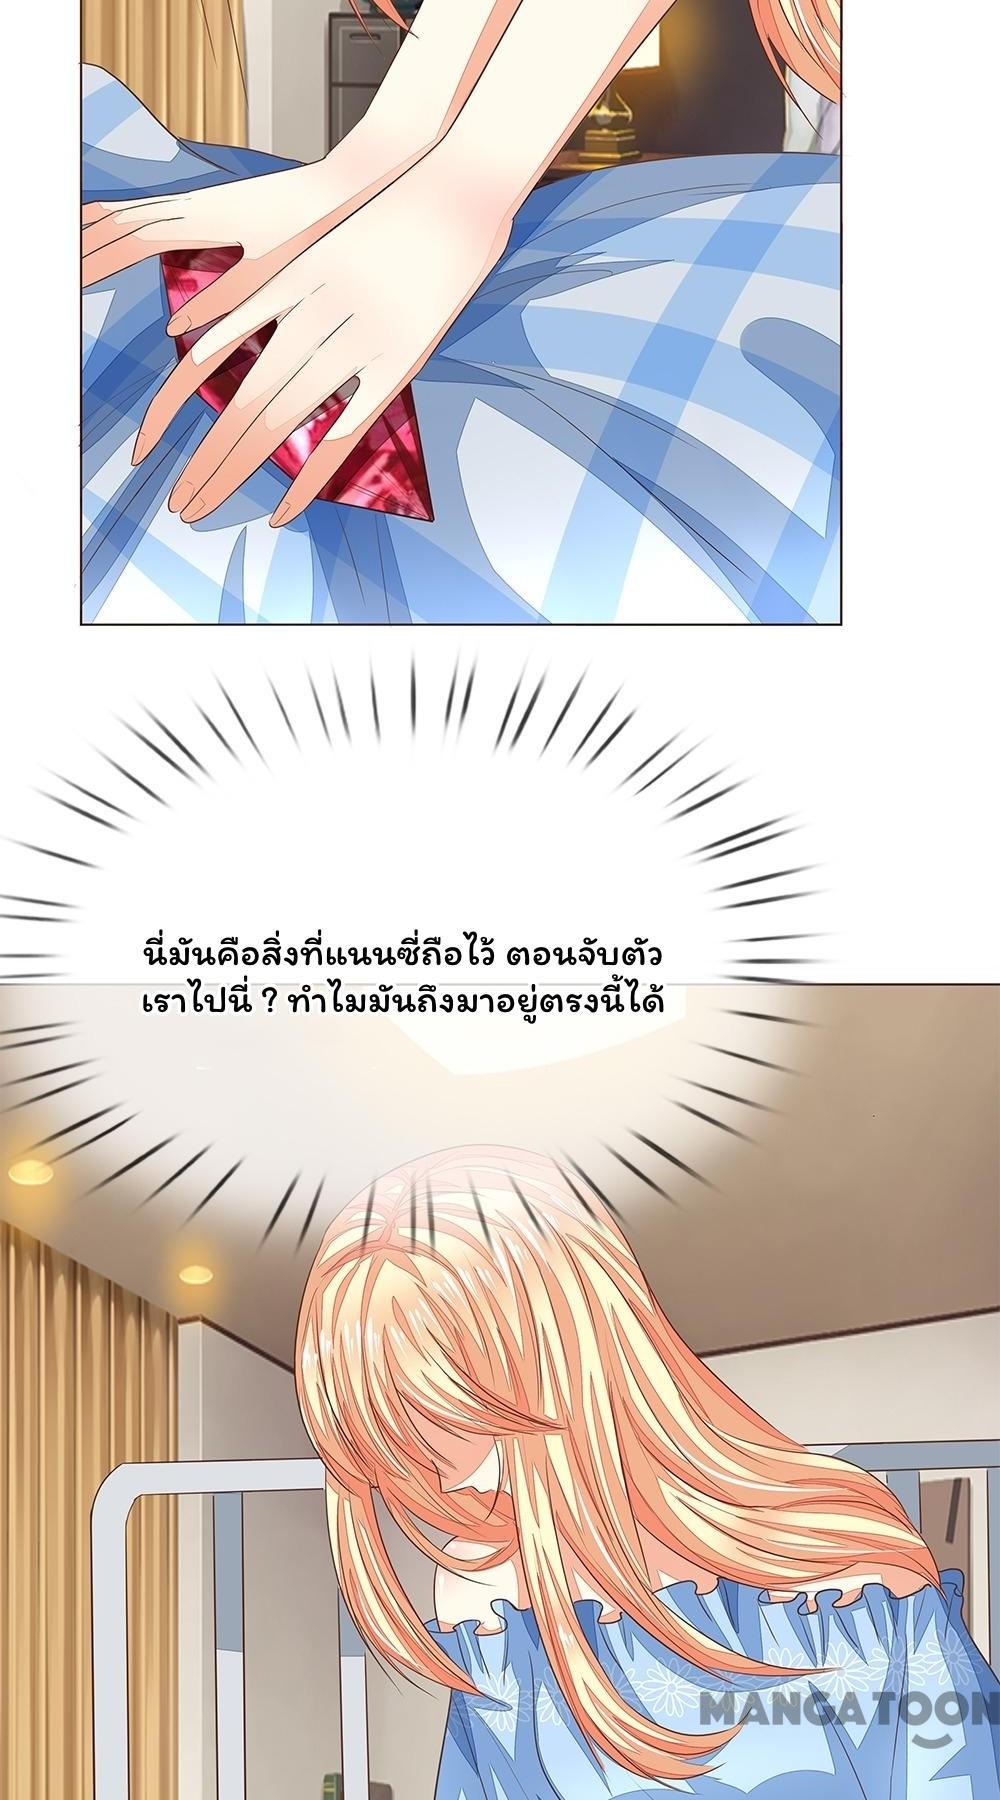 นี่มันคือสิ่งที่แนนซี่ถือไว้ ตอนจับตัว
เราไปนี่ ? ทำไมมันถึงมาอยู่ตรงนี้ได้
MANGATOON